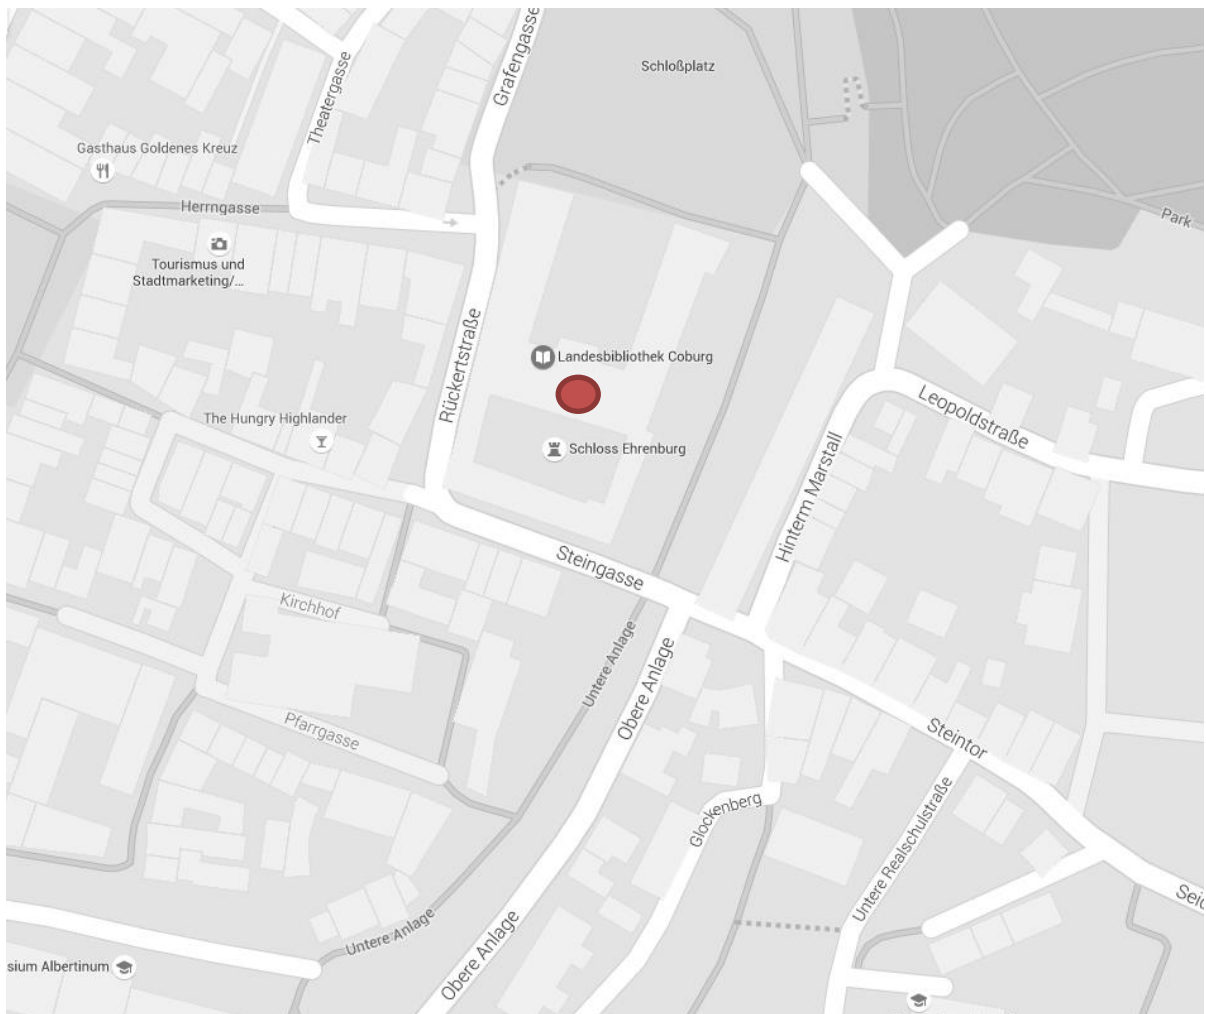 Schloßplatz
Grafengasse
Theatergasse
Gasthaus Goldenes Kreuz
Herrngasse
Park
Tourismus und
Stadtmarketing/...
Rückertstraße
Landesbibliothek Coburg
The Hungry Highlander
Schloss Ehrenburg
Leopoldstraße
Hinterm Marstall
Steingasse
Kirchhof
Untere Anlage
Obere Anlage
Pfarrgasse
Steintor
Glockenberg
Untere Realschulstraße
Seid
Untere Anlage
Obere Anlage
sium Albertinum